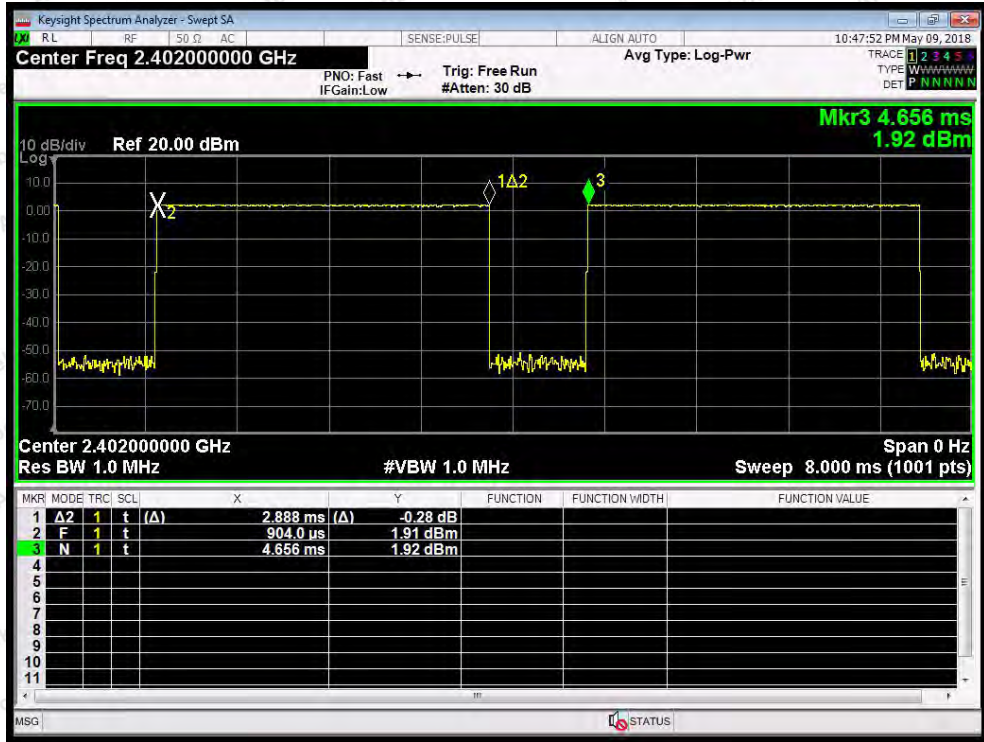 Keysight Spectrum Analyzer - Swept SA
LXI RL RF 50 Ω AC SENSE:PULSE ALIGN AUTO 10:47:52 PM May 09, 2018
Center Freq 2.402000000 GHz
Avg Type: Log-Pwr
TRACE 1 2 3 4 5 6
PNO: Fast Trig: Free Run
TYPE WWWWWW
IFGain:Low #Atten: 30 dB
DET P N N N N N
Mkr3 4.656 ms
1.92 dBm
10 dB/div Ref 20.00 dBm
Log
10.0
1Δ2
3
0.00
X2
-10.0
-20.0
-30.0
-40.0
-50.0
-60.0
-70.0
Center 2.402000000 GHz Span 0 Hz
Res BW 1.0 MHz #VBW 1.0 MHz Sweep 8.000 ms (1001 pts)
MKR MODE TRC SCL X Y FUNCTION FUNCTION WIDTH FUNCTION VALUE
1 Δ2 1 t (Δ) 2.888 ms (Δ) -0.28 dB
2 F 1 t 904.0 µs 1.91 dBm
3 N 1 t 4.656 ms 1.92 dBm
4
5
6
7
8
9
10
11
MSG STATUS